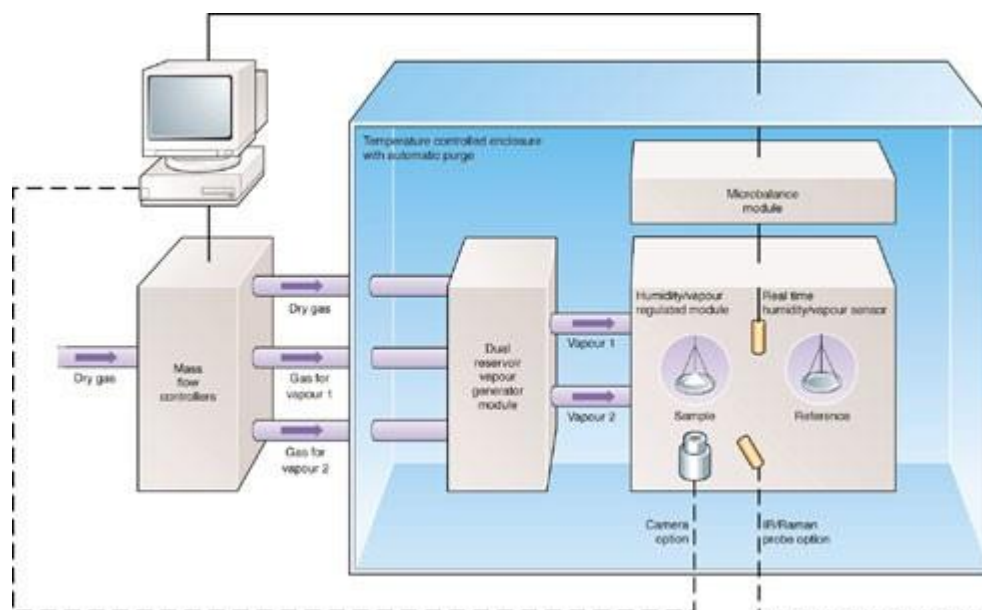 Temperature controlled enclosure
with automatic purge
Microbalance
module
Humidity/vapour
regulated module
Real time
humidity/vapour sensor
Dry gas
Dry gas
Mass
flow
controllers
Gas for
vapour 1
Gas for
vapour 2
Dual
reservoir
vapour
generator
module
Vapour 1
Vapour 2
Sample
Reference
Camera
option
IR/Raman
probe option